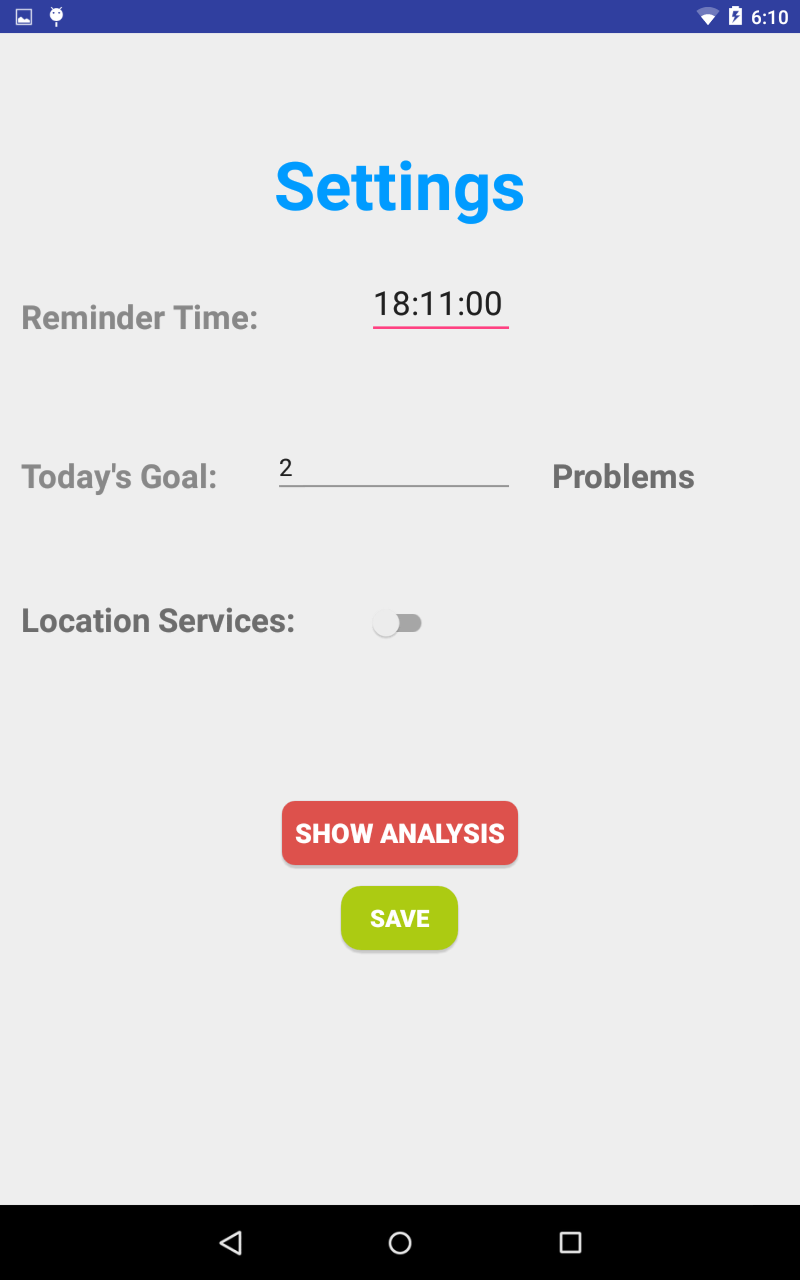 6:10
Settings
Reminder Time: 18:11:00
Today's Goal: 2 Problems
Location Services:
SHOW ANALYSIS
SAVE